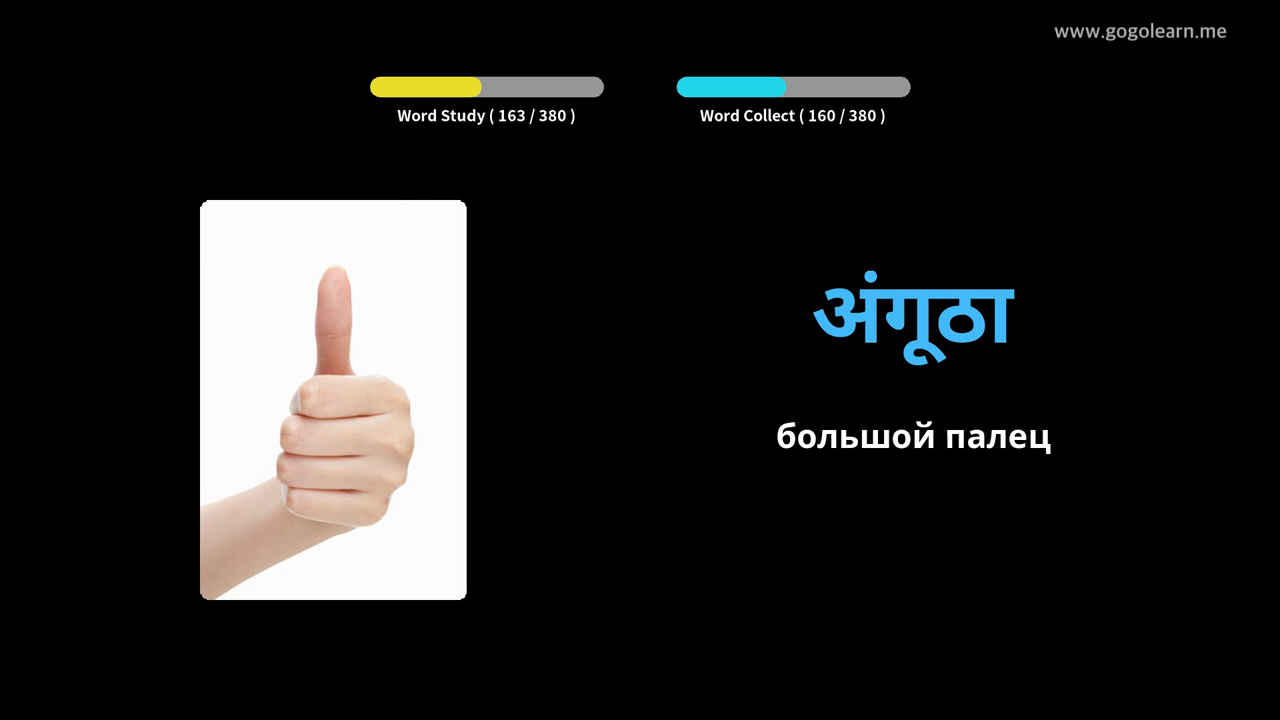 www.gogolearn.me
Word Study ( 163 / 380 )
Word Collect ( 160 / 380 )
अंगूठा
большой палец